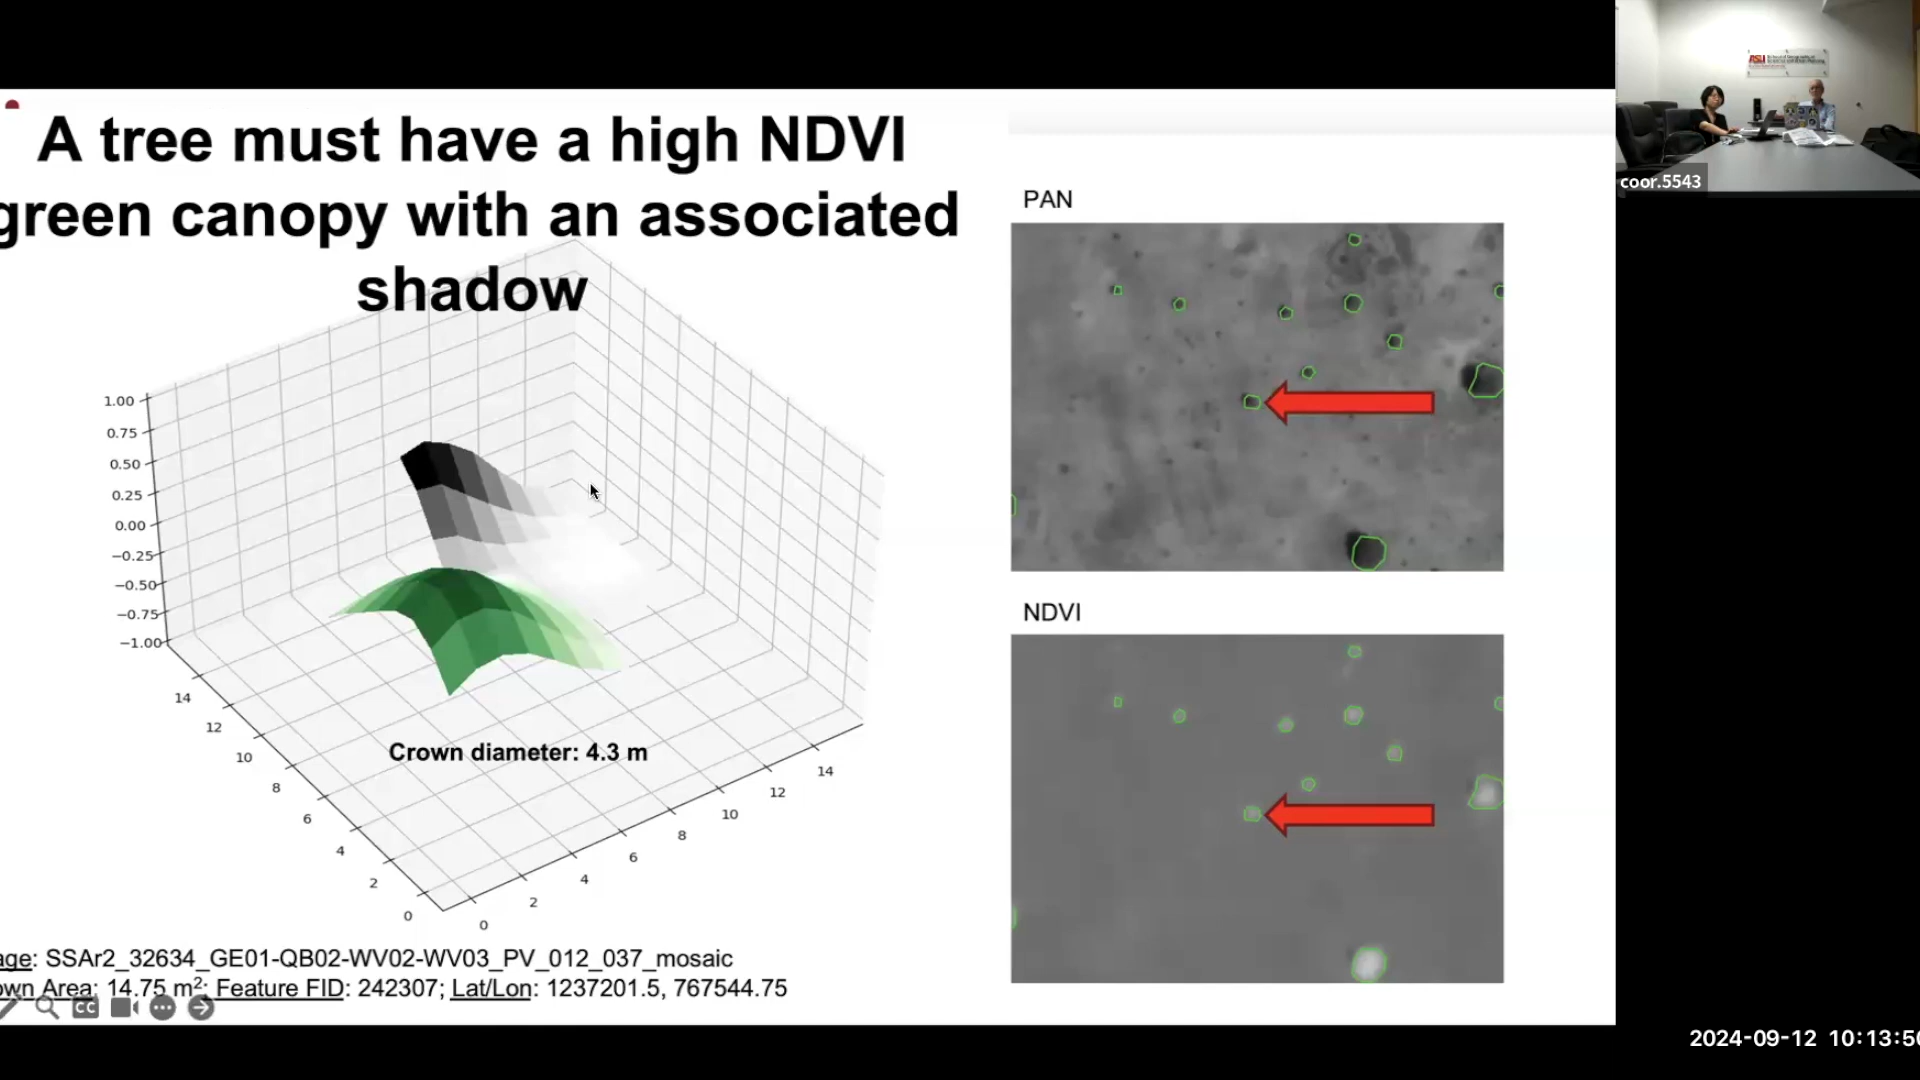 A tree must have a high NDVI
green canopy with an associated
shadow
1.00
0.75
0.50
0.25
0.00
−0.25
−0.50
−0.75
−1.00
14
12
10
8
6
4
2
0
0
2
4
6
8
10
12
14
Crown diameter: 4.3 m
age: SSAr2_32634_GE01-QB02-WV02-WV03_PV_012_037_mosaic
own Area: 14.75 m²; Feature FID: 242307; Lat/Lon: 1237201.5, 767544.75
CC
PAN
NDVI
ASU
coor.5543
2024-09-12 10:13:50